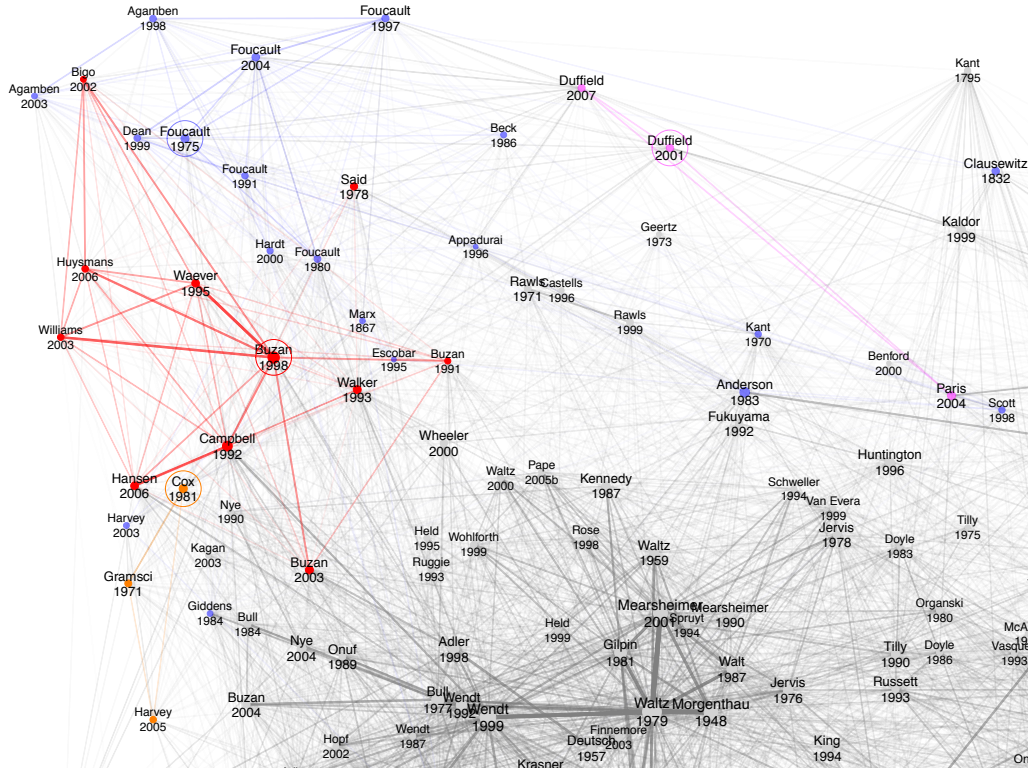 Agamben
1998
Foucault
1997
Foucault
2004
Bigo
2002
Agamben
2003
Duffield
2007
Kant
1795
Dean
1999
Foucault
1975
Beck
1986
Duffield
2001
Foucault
1991
Said
1978
Clausewitz
1832
Geertz
1973
Kaldor
1999
Hardt
2000
Foucault
1980
Appadurai
1996
Huysmans
2006
Waever
1995
Rawls
1971
Castells
1996
Marx
1867
Rawls
1999
Williams
2003
Kant
1970
Buzan
1998
Escobar
1995
Buzan
1991
Benford
2000
Walker
1993
Anderson
1983
Paris
2004
Scott
1998
Fukuyama
1992
Campbell
1992
Wheeler
2000
Huntington
1996
Hansen
2006
Cox
1981
Waltz
2000
Pape
2005b
Kennedy
1987
Schweller
1994
Van Evera
1999
Nye
1990
Harvey
2003
Jervis
1978
Tilly
1975
Held
1995
Wohlforth
1999
Rose
1998
Doyle
1983
Kagan
2003
Waltz
1959
Ruggie
1993
Buzan
2003
Gramsci
1971
Giddens
1984
Bull
1984
Mearsheimer
2001
Mearsheimer
1990
Spruyt
1994
Organski
1980
Held
1999
McA
19
Nye
2004
Onuf
1989
Adler
1998
Gilpin
1981
Tilly
1990
Doyle
1986
Vasque
1993
Walt
1987
Jervis
1976
Russett
1993
Buzan
2004
Bull
1977
Wendt
1992
Wendt
1999
Waltz
1979
Morgenthau
1948
Harvey
2005
Wendt
1987
Finnemore
2003
Hopf
2002
Deutsch
1957
King
1994
Krasner
Or